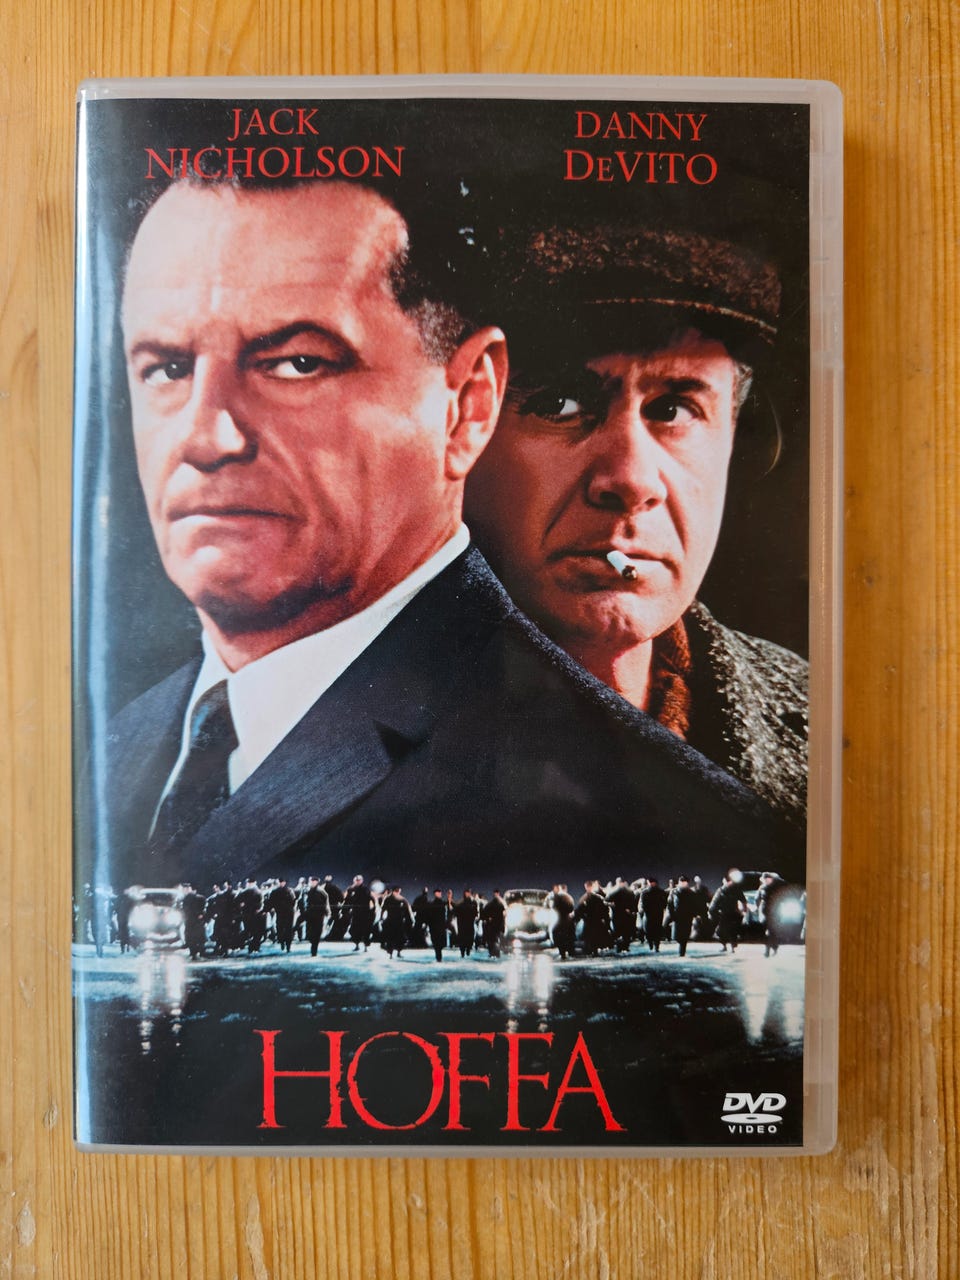 JACK
NICHOLSON
DANNY
DeVITO
HOFFA
DVD
VIDEO